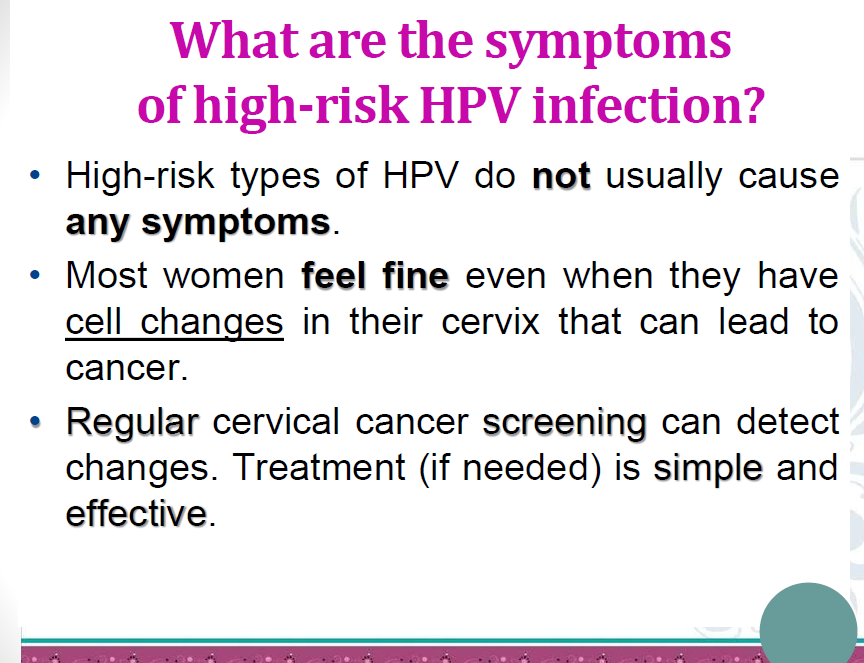 What are the symptoms
of high-risk HPV infection?
• High-risk types of HPV do not usually cause
any symptoms.
• Most women feel fine even when they have
cell changes in their cervix that can lead to
cancer.
• Regular cervical cancer screening can detect
changes. Treatment (if needed) is simple and
effective.